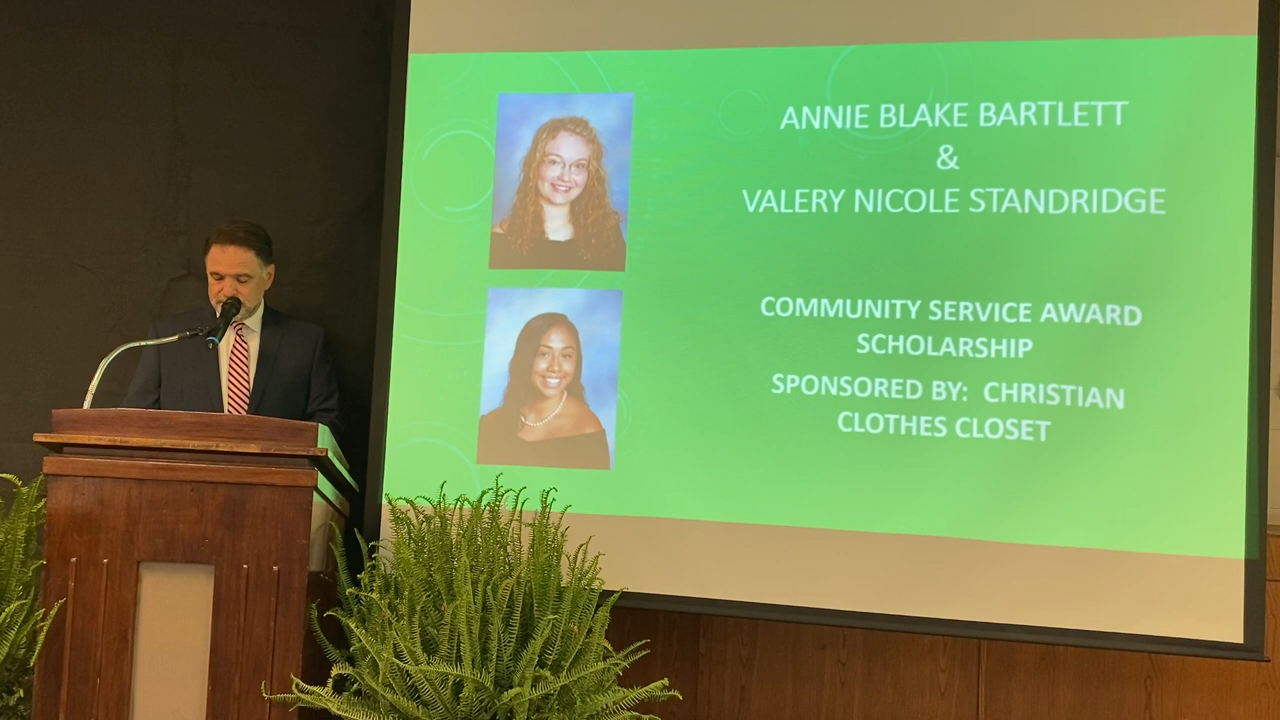 ANNIE BLAKE BARTLETT
&
VALERY NICOLE STANDRIDGE
COMMUNITY SERVICE AWARD
SCHOLARSHIP
SPONSORED BY: CHRISTIAN
CLOTHES CLOSET